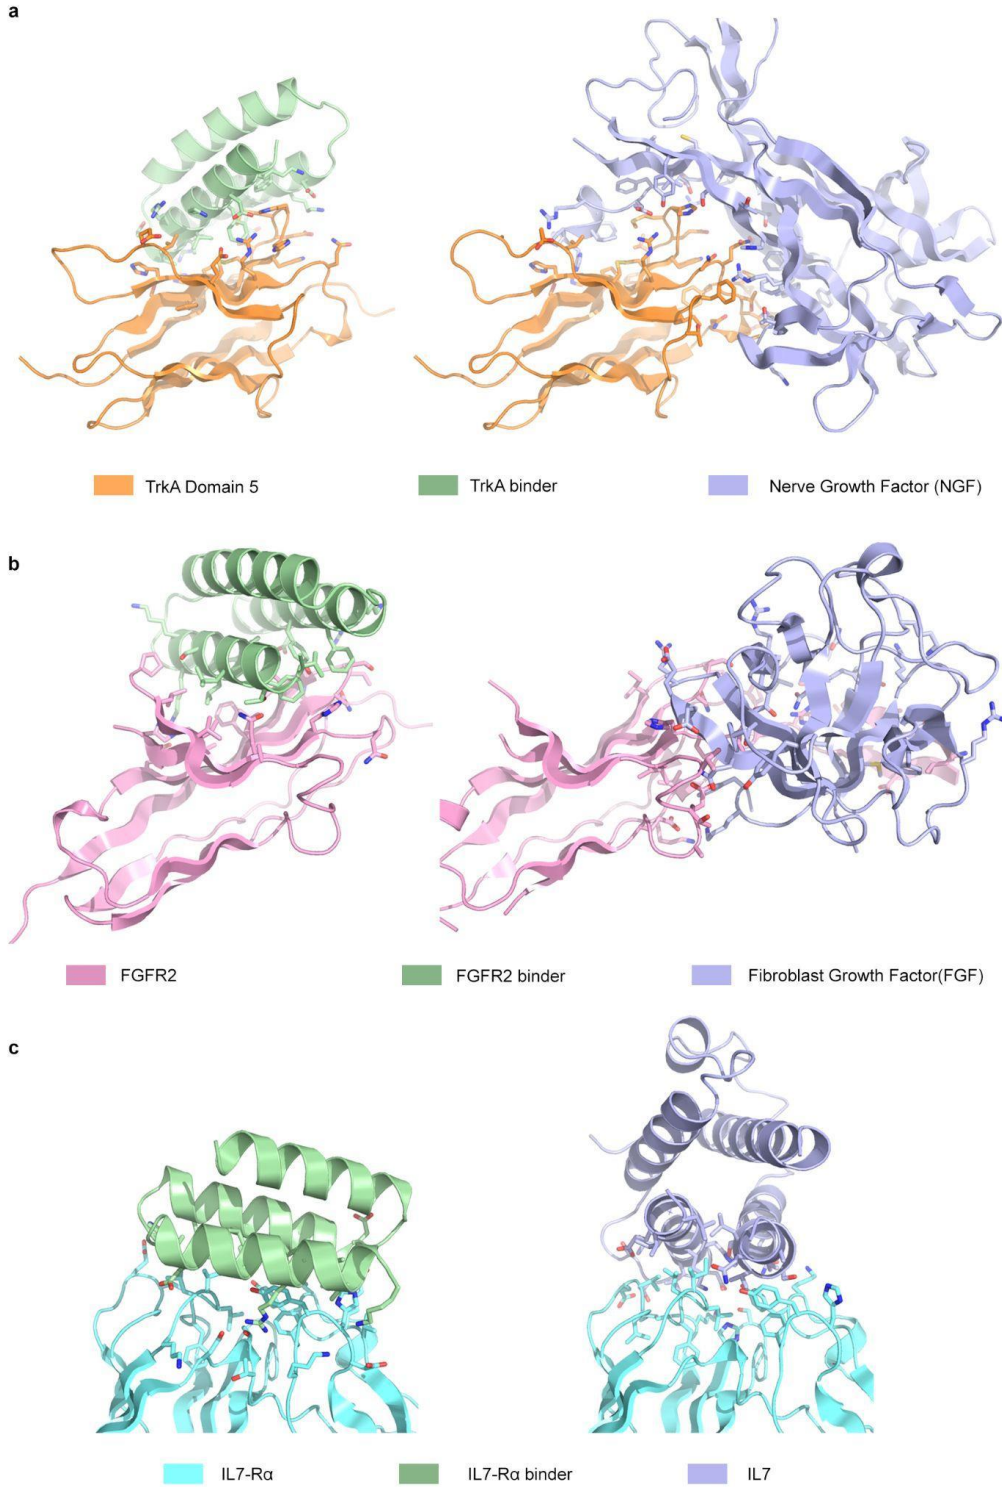 a
TrkA Domain 5 TrkA binder Nerve Growth Factor (NGF)
b
FGFR2 FGFR2 binder Fibroblast Growth Factor(FGF)
c
IL7-Rα IL7-Rα binder IL7